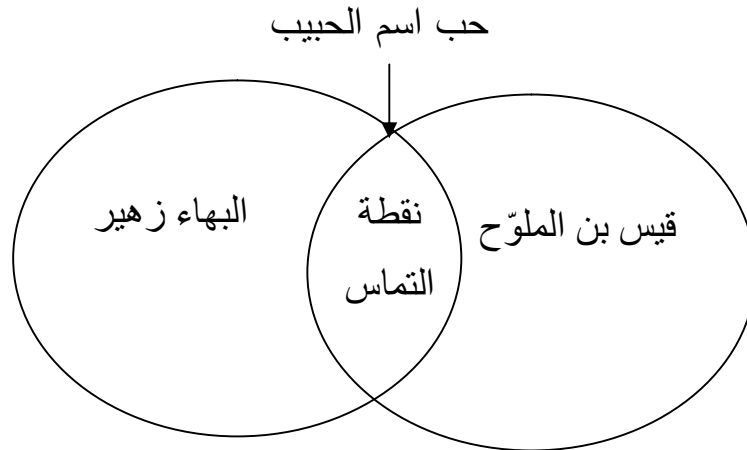 حب اسم الحبيب
قيس بن الملوّح
نقطة
التماس
البهاء زهير